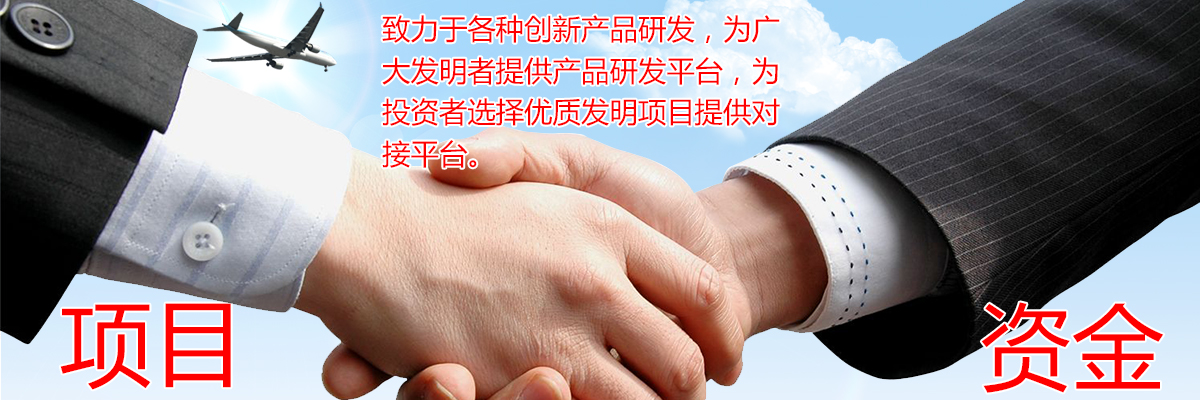 致力于各种创新产品研发，为广
大发明者提供产品研发平台，为
投资者选择优质发明项目提供对
接平台。
项目
资金